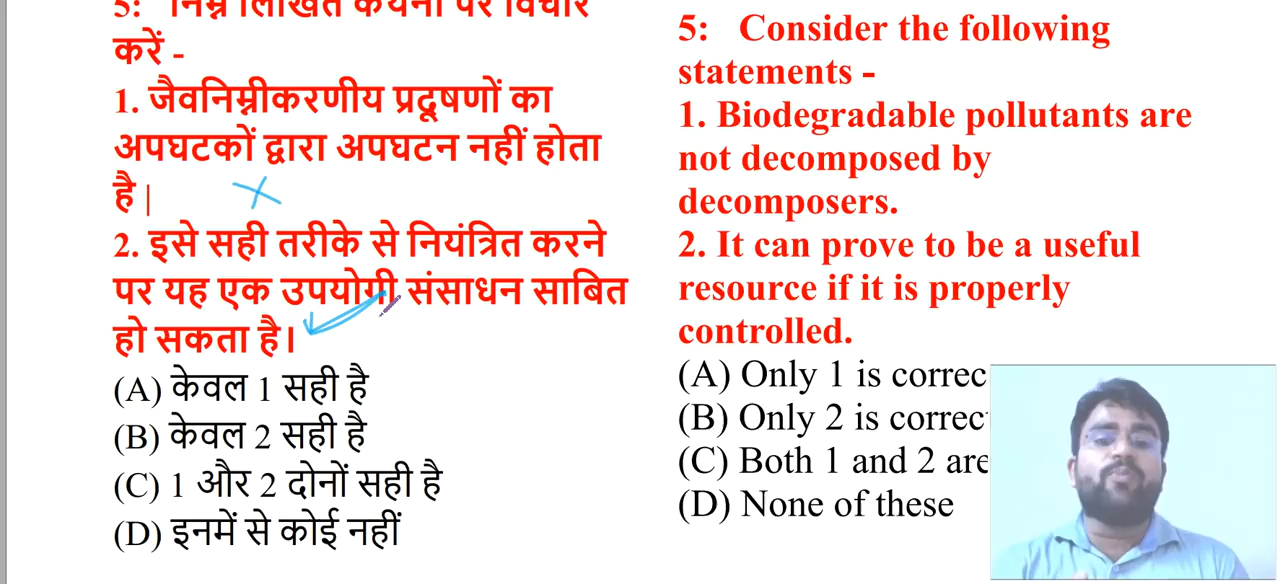 5: निम्न लिखित कथनों पर विचार
करें -
1. जैवनिम्नीकरणीय प्रदूषणों का
अपघटकों द्वारा अपघटन नहीं होता
है |
2. इसे सही तरीके से नियंत्रित करने
पर यह एक उपयोगी संसाधन साबित
हो सकता है।
(A) केवल 1 सही है
(B) केवल 2 सही है
(C) 1 और 2 दोनों सही है
(D) इनमें से कोई नहीं
5: Consider the following
statements -
1. Biodegradable pollutants are
not decomposed by
decomposers.
2. It can prove to be a useful
resource if it is properly
controlled.
(A) Only 1 is correc
(B) Only 2 is correc
(C) Both 1 and 2 are
(D) None of these